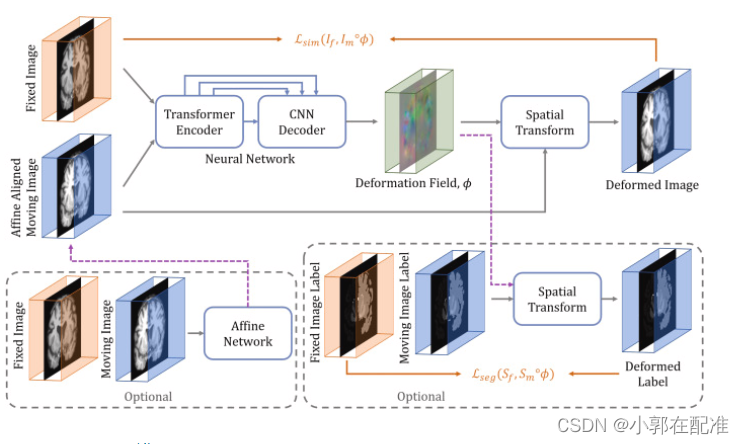 Fixed Image
ℒsim(If, Im∘ϕ)
Transformer
Encoder
CNN
Decoder
Neural Network
Deformation Field, ϕ
Spatial
Transform
Deformed Image
Affine Aligned
Moving Image
Fixed Image
Moving Image
Affine
Network
Optional
Fixed Image Label
Moving Image Label
Spatial
Transform
Deformed
Label
ℒseg(Sf, Sm∘ϕ)
Optional
CSDN @小郭在配准